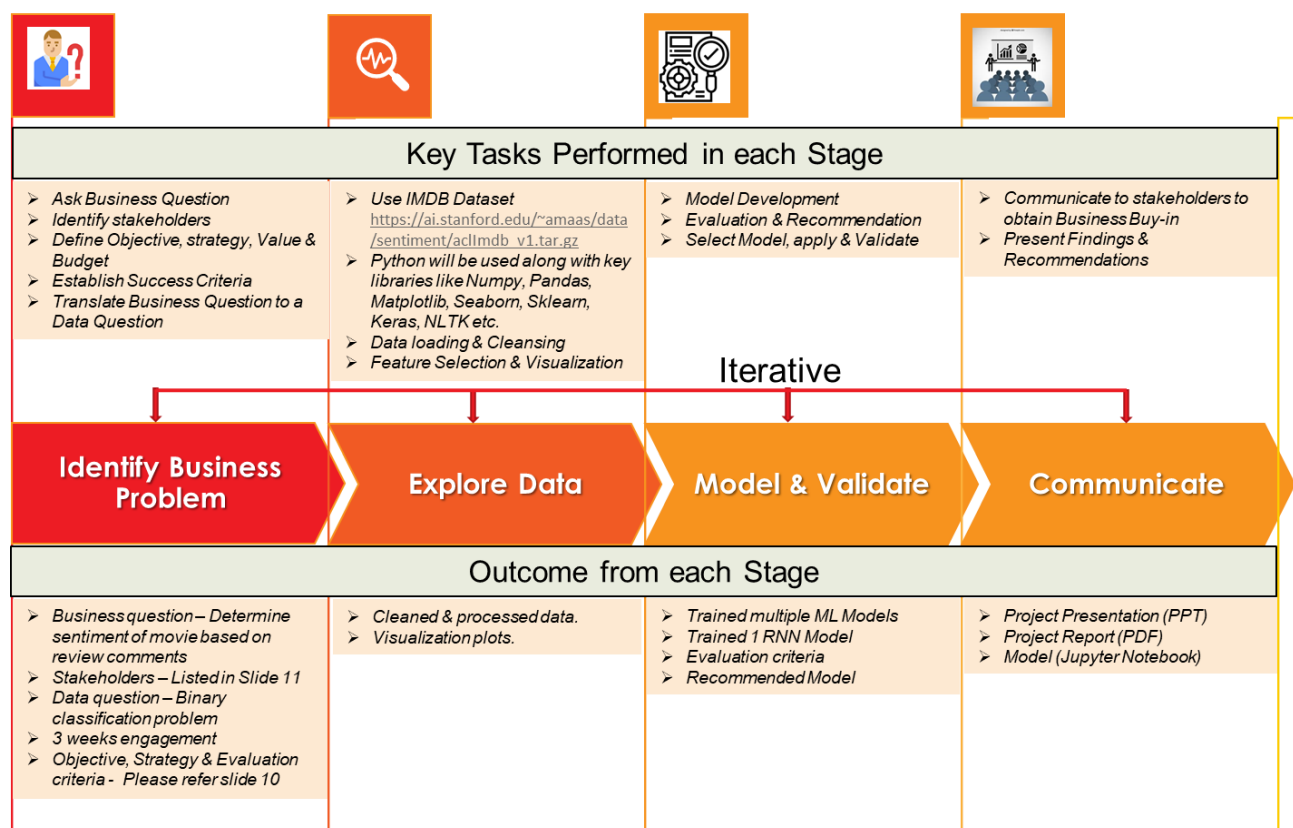 Key Tasks Performed in each Stage
➢ Ask Business Question
➢ Identify stakeholders
➢ Define Objective, strategy, Value &
Budget
➢ Establish Success Criteria
➢ Translate Business Question to a
Data Question
➢ Use IMDB Dataset
https://ai.stanford.edu/~amaas/data
/sentiment/aclImdb_v1.tar.gz
➢ Python will be used along with key
libraries like Numpy, Pandas,
Matplotlib, Seaborn, Sklearn,
Keras, NLTK etc.
➢ Data loading & Cleansing
➢ Feature Selection & Visualization
➢ Model Development
➢ Evaluation & Recommendation
➢ Select Model, apply & Validate
➢ Communicate to stakeholders to
obtain Business Buy-in
➢ Present Findings &
Recommendations
Iterative
Identify Business
Problem
Explore Data
Model & Validate
Communicate
Outcome from each Stage
➢ Business question – Determine
sentiment of movie based on
review comments
➢ Stakeholders – Listed in Slide 11
➢ Data question – Binary
classification problem
➢ 3 weeks engagement
➢ Objective, Strategy & Evaluation
criteria - Please refer slide 10
➢ Cleaned & processed data.
➢ Visualization plots.
➢ Trained multiple ML Models
➢ Trained 1 RNN Model
➢ Evaluation criteria
➢ Recommended Model
➢ Project Presentation (PPT)
➢ Project Report (PDF)
➢ Model (Jupyter Notebook)